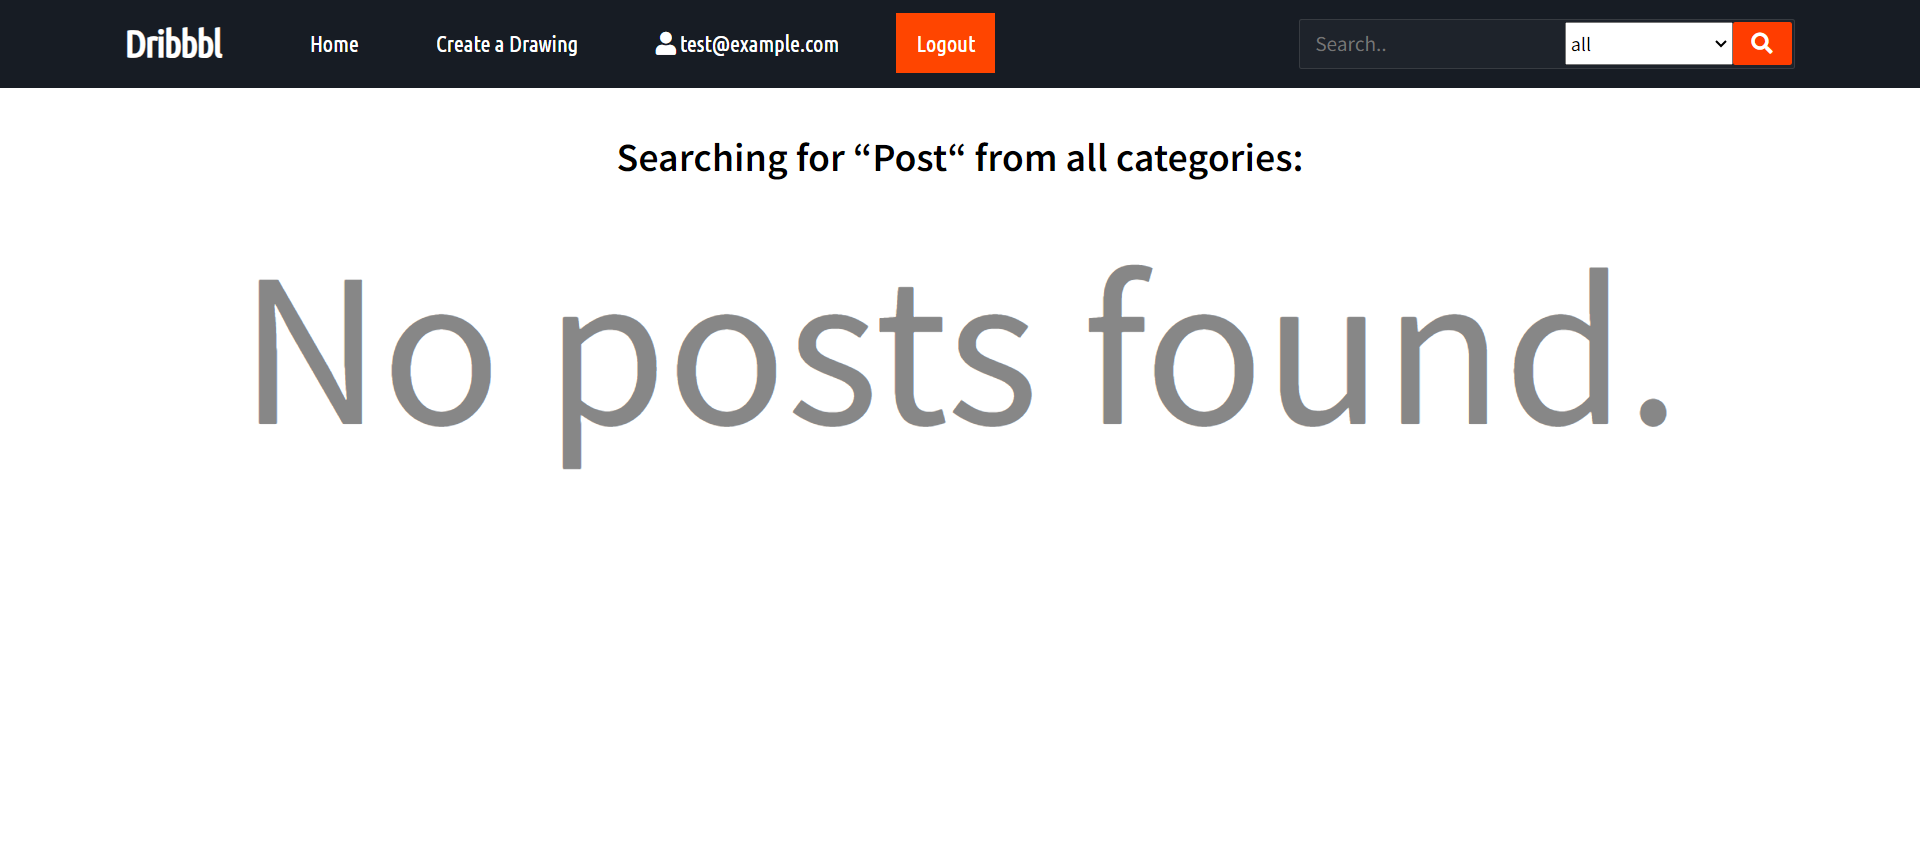 Dribbbl Home Create a Drawing test@example.com Logout Search.. all
Searching for “Post“ from all categories:
No posts found.